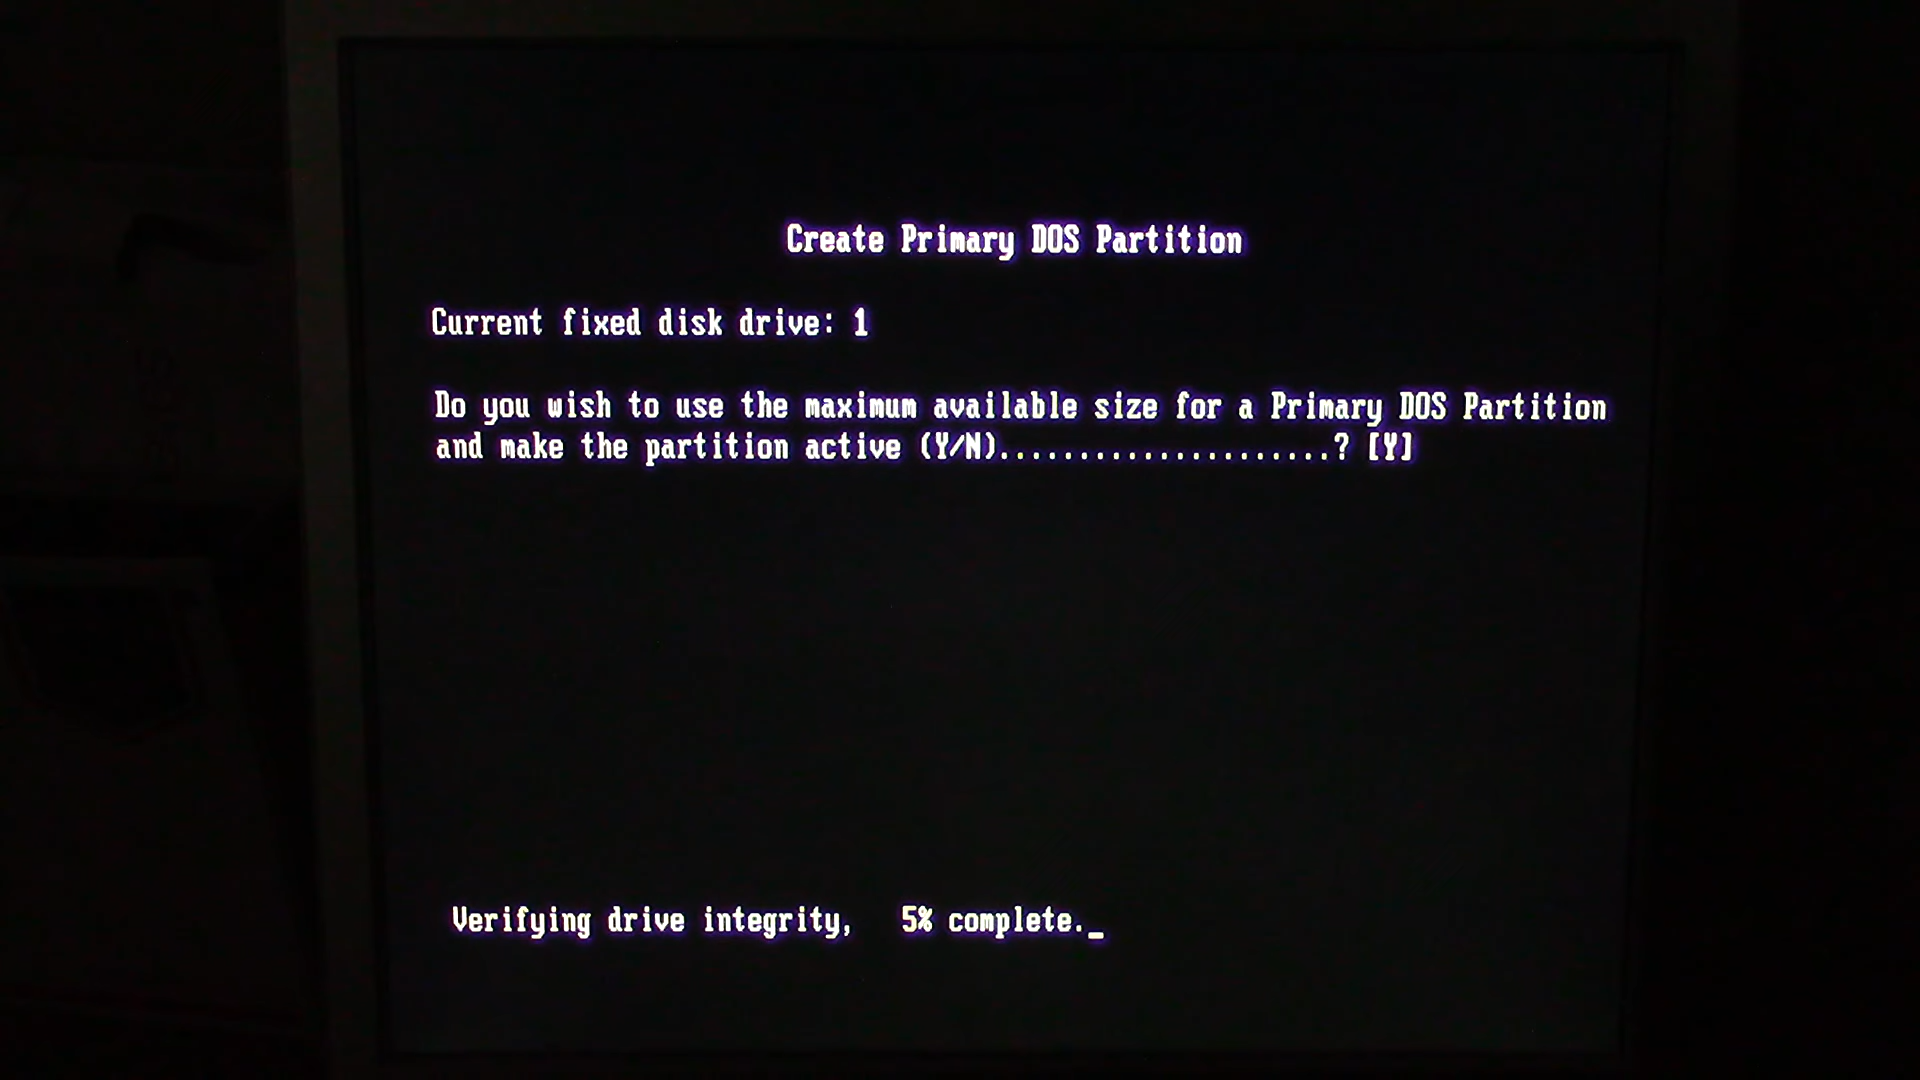 Create Primary DOS Partition
Current fixed disk drive: 1
Do you wish to use the maximum available size for a Primary DOS Partition
and make the partition active (Y/N).....................? [Y]
Verifying drive integrity,   5% complete._